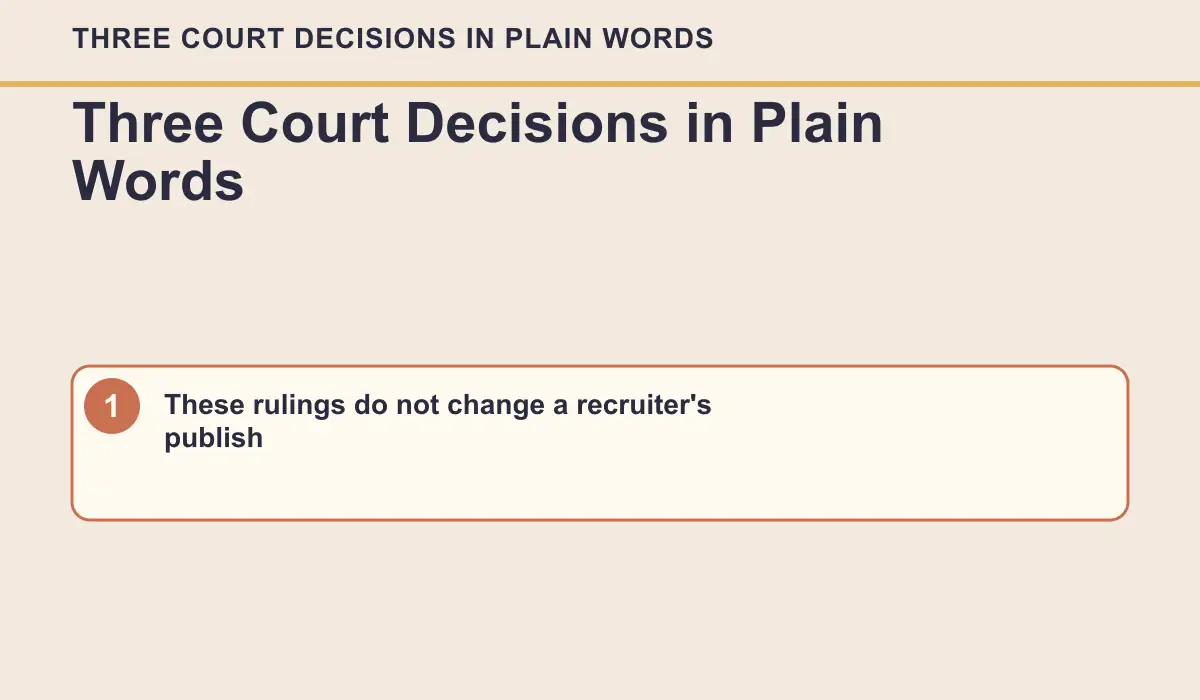 THREE COURT DECISIONS IN PLAIN WORDS
Three Court Decisions in Plain
Words
1
These rulings do not change a recruiter's
publish